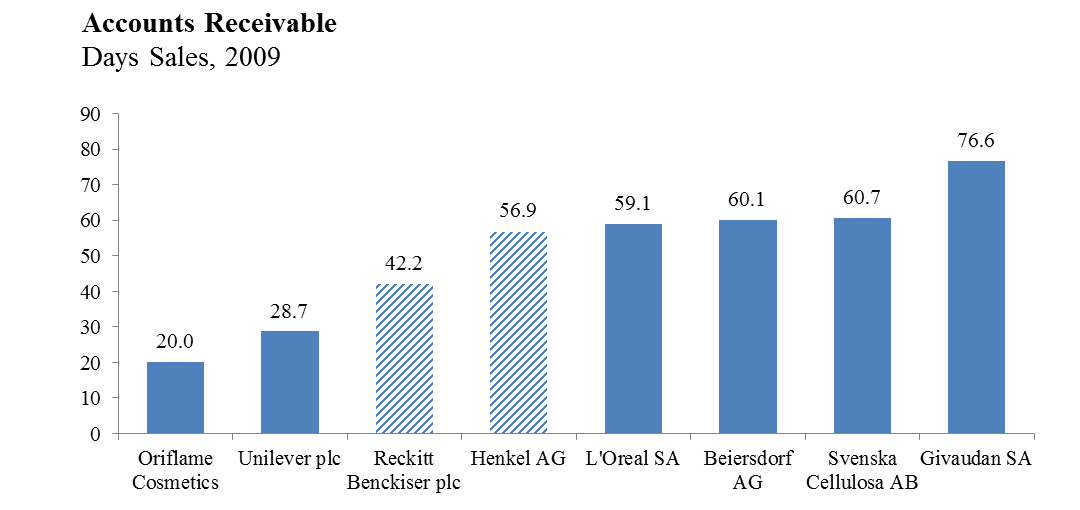 Accounts Receivable
Days Sales, 2009
90
80
70
60
50
40
30
20
10
0
20.0
28.7
42.2
56.9
59.1
60.1
60.7
76.6
Oriflame
Cosmetics
Unilever plc
Reckitt
Benckiser plc
Henkel AG
L'Oreal SA
Beiersdorf
AG
Svenska
Cellulosa AB
Givaudan SA